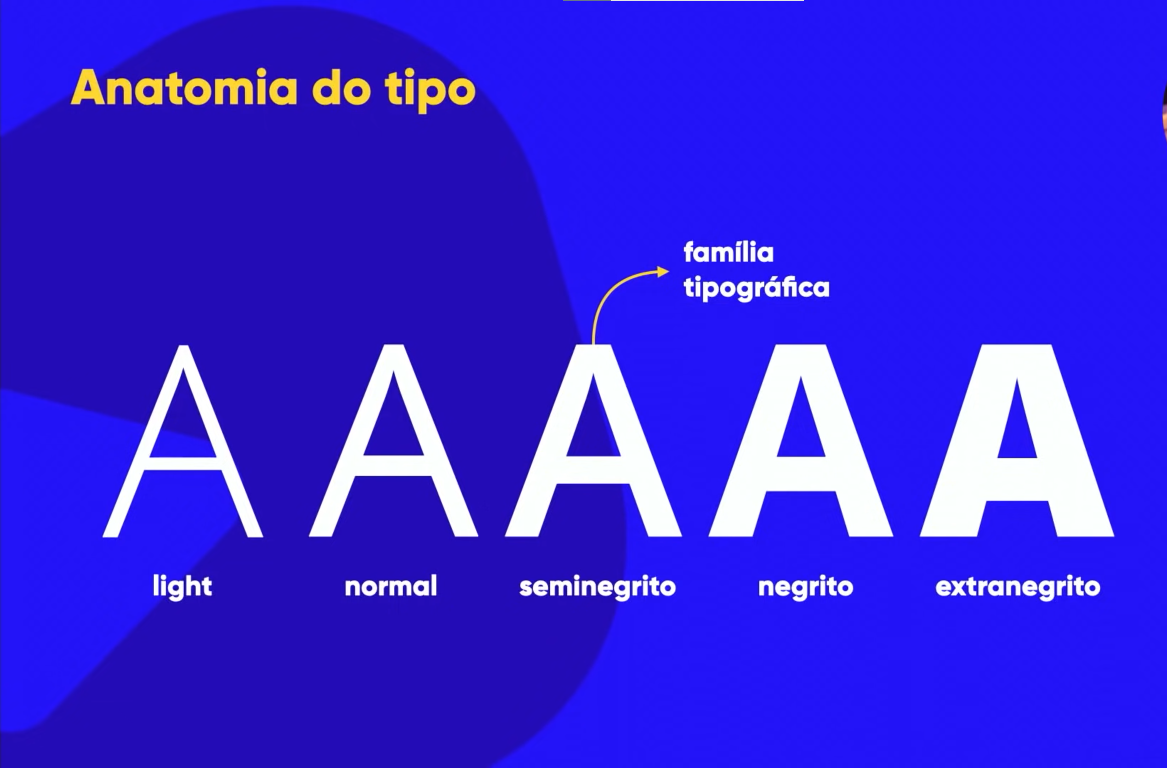 Anatomia do tipo
família
tipográfica
A A A A A
light normal seminegrito negrito extranegrito